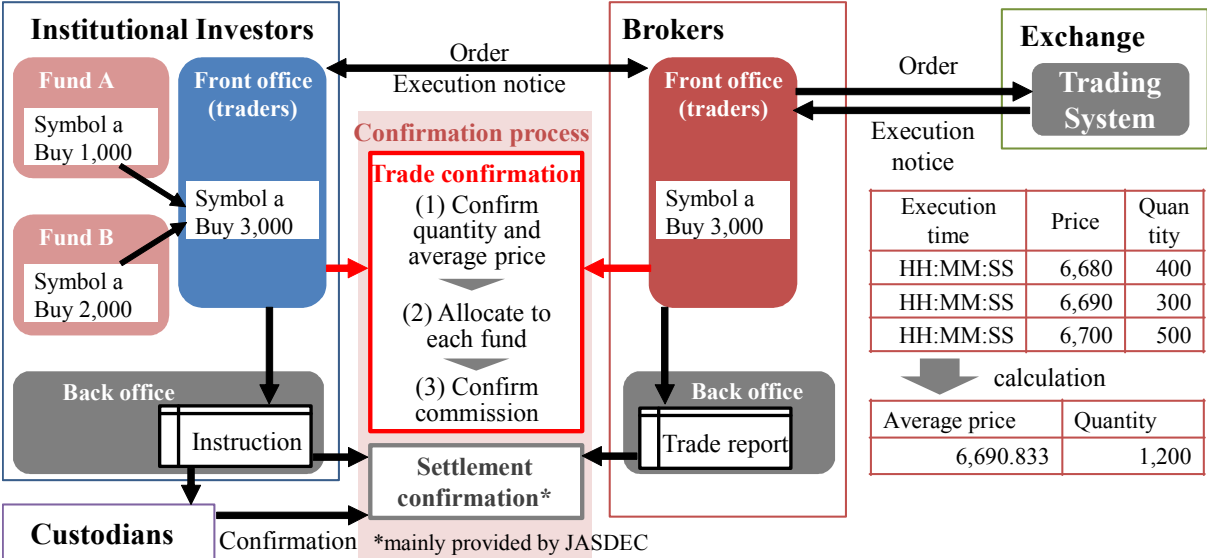 Institutional Investors
Fund A
Symbol a
Buy 1,000
Fund B
Symbol a
Buy 2,000
Front office
(traders)
Symbol a
Buy 3,000
Back office
Instruction
Custodians
Order
Execution notice
Confirmation process
Trade confirmation
(1) Confirm
quantity and
average price
(2) Allocate to
each fund
(3) Confirm
commission
Settlement
confirmation*
Confirmation
*mainly provided by JASDEC
Brokers
Front office
(traders)
Symbol a
Buy 3,000
Back office
Trade report
Order
Execution
notice
Exchange
Trading
System
Execution time Price Quan
tity
HH:MM:SS 6,680 400
HH:MM:SS 6,690 300
HH:MM:SS 6,700 500
calculation
Average price Quantity
6,690.833 1,200